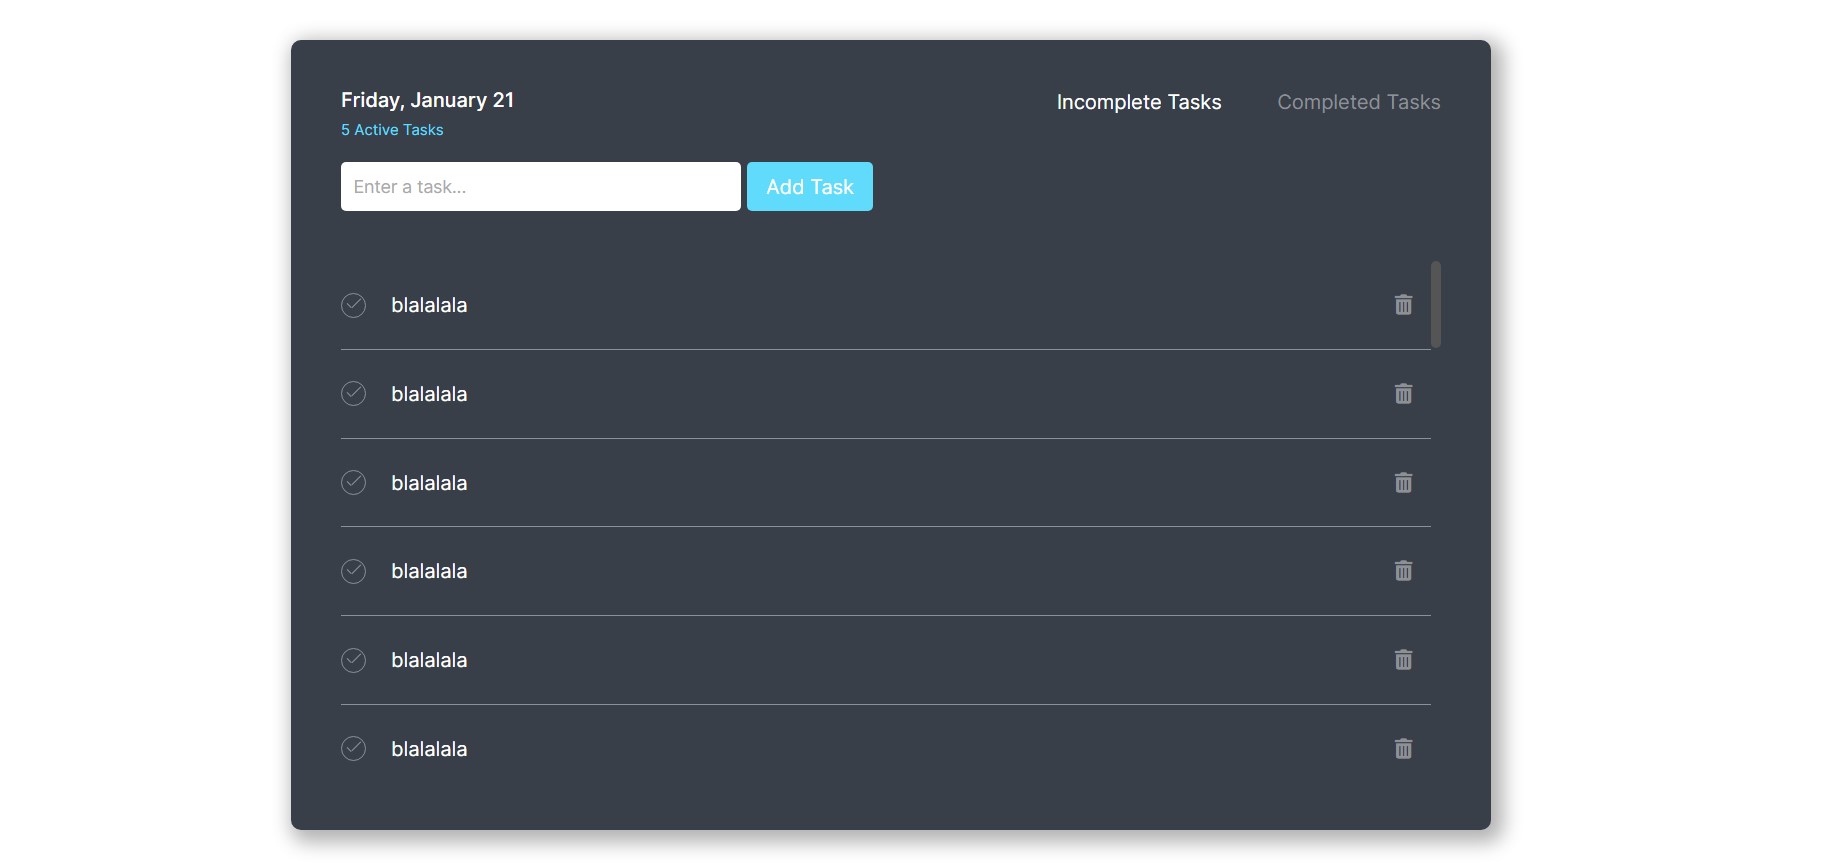 Friday, January 21
5 Active Tasks
Incomplete Tasks
Completed Tasks
Enter a task...
Add Task
blalalala
blalalala
blalalala
blalalala
blalalala
blalalala